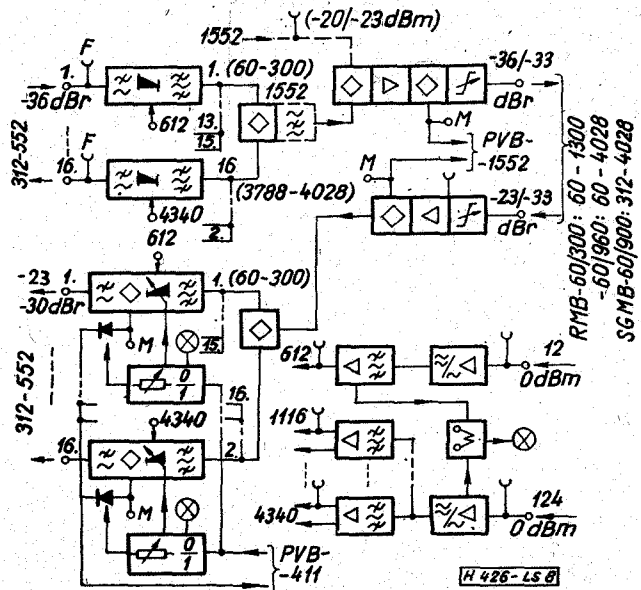 (-20/-23dBm)
1552
F
1.
-36dBr
1. (60-300)
1552
-36/-33
dBr
612
13.
15.
M
312-552
F
16.
16
(3788-4028)
M
PVB-
-1552
4340
2.
-23/-33
dBr
612
RMB-60/300: 60-1300
-60/960: 60-4028
SGMB-60/900: 312-4028
-23
-30dBr
1.
1. (60-300)
M
15.
0
1
312-552
16.
4340
2.
16.
M
0
1
PVB-
-411
612
12
0dBm
1116
4340
124
0dBm
H 426-LS 8